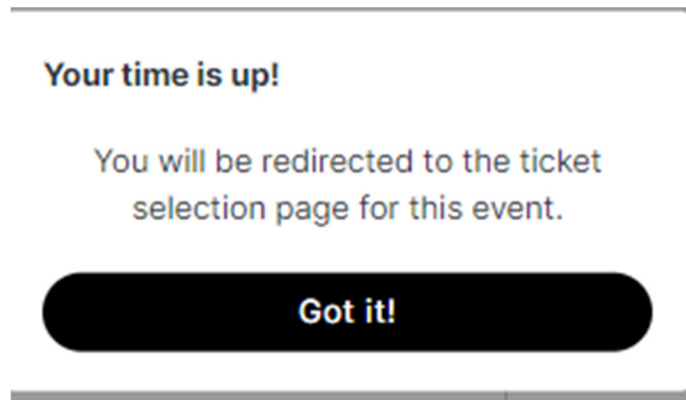 Your time is up!
You will be redirected to the ticket
selection page for this event.
Got it!